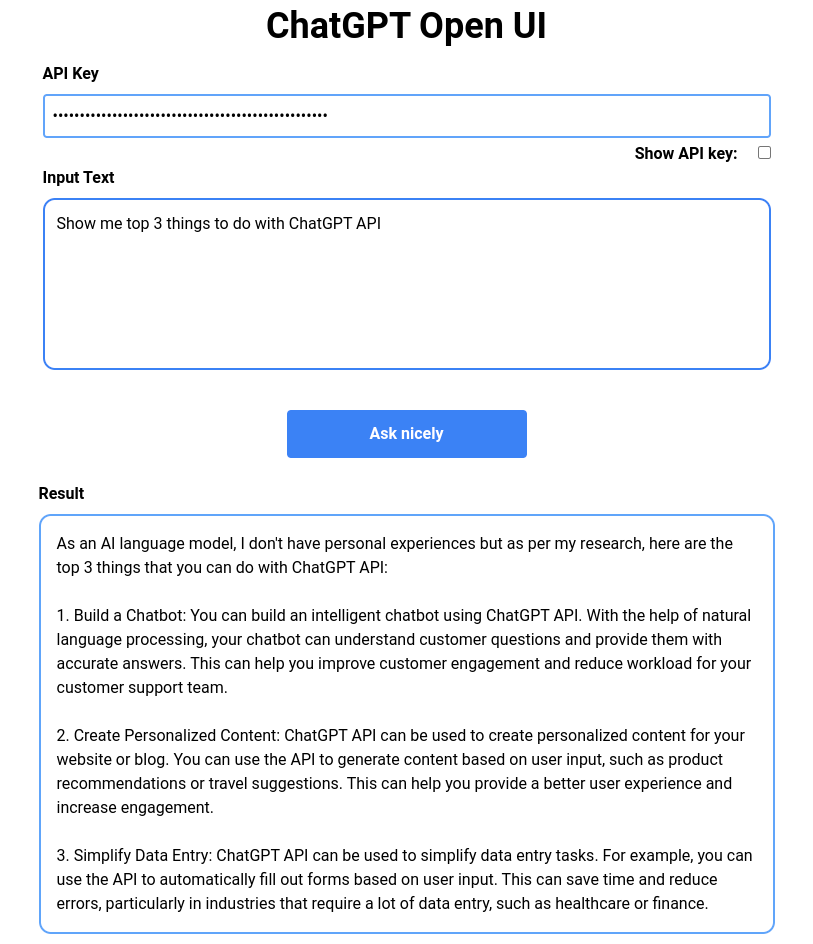 ChatGPT Open UI
API Key
••••••••••••••••••••••••••••••••••••••••••••••••••• 
Show API key:
Input Text
Show me top 3 things to do with ChatGPT API
Ask nicely
Result
As an AI language model, I don't have personal experiences but as per my research, here are the
top 3 things that you can do with ChatGPT API:
1. Build a Chatbot: You can build an intelligent chatbot using ChatGPT API. With the help of natural
language processing, your chatbot can understand customer questions and provide them with
accurate answers. This can help you improve customer engagement and reduce workload for your
customer support team.
2. Create Personalized Content: ChatGPT API can be used to create personalized content for your
website or blog. You can use the API to generate content based on user input, such as product
recommendations or travel suggestions. This can help you provide a better user experience and
increase engagement.
3. Simplify Data Entry: ChatGPT API can be used to simplify data entry tasks. For example, you can
use the API to automatically fill out forms based on user input. This can save time and reduce
errors, particularly in industries that require a lot of data entry, such as healthcare or finance.